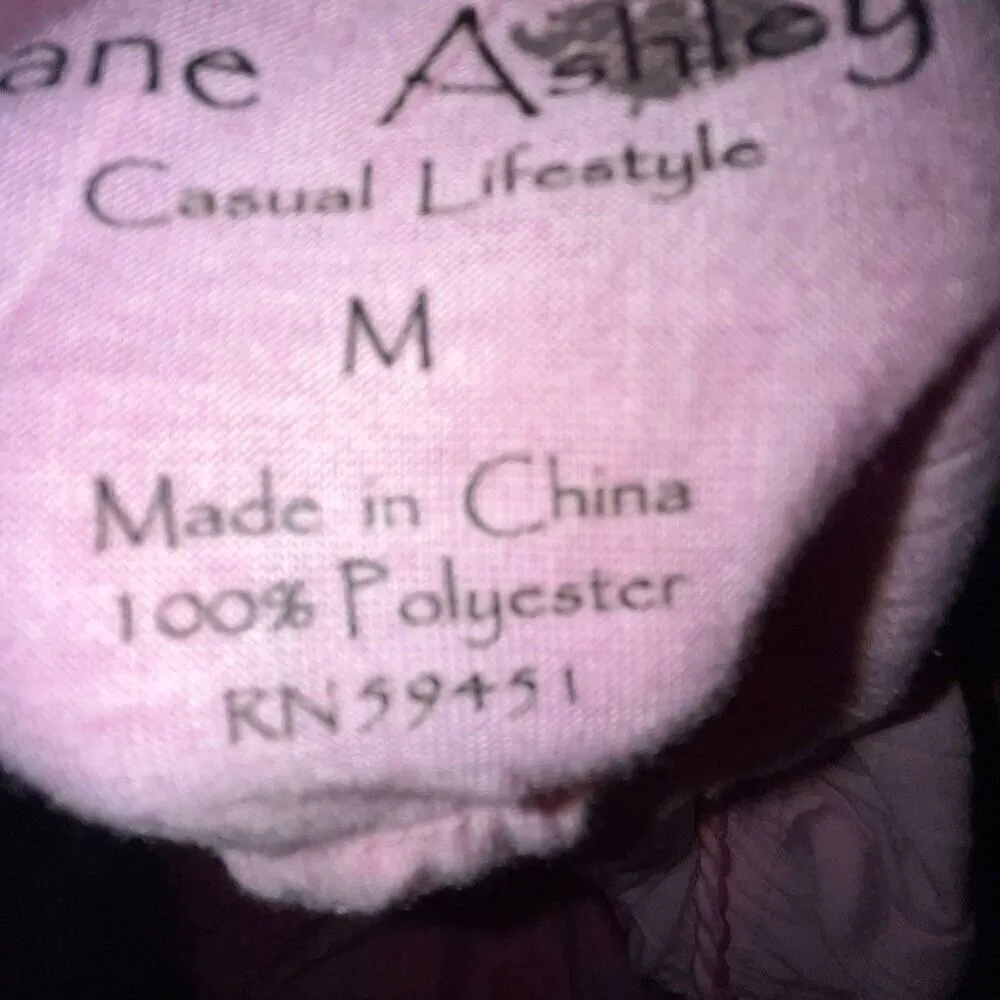 ane Ashley
Casual Lifestyle
M
Made in China
100% Polyester
RN59451